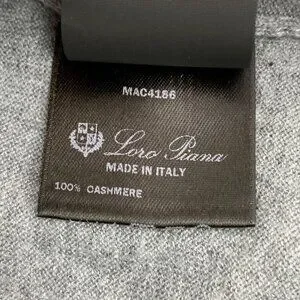 MAC4186
Loro Piana
MADE IN ITALY
100% CASHMERE